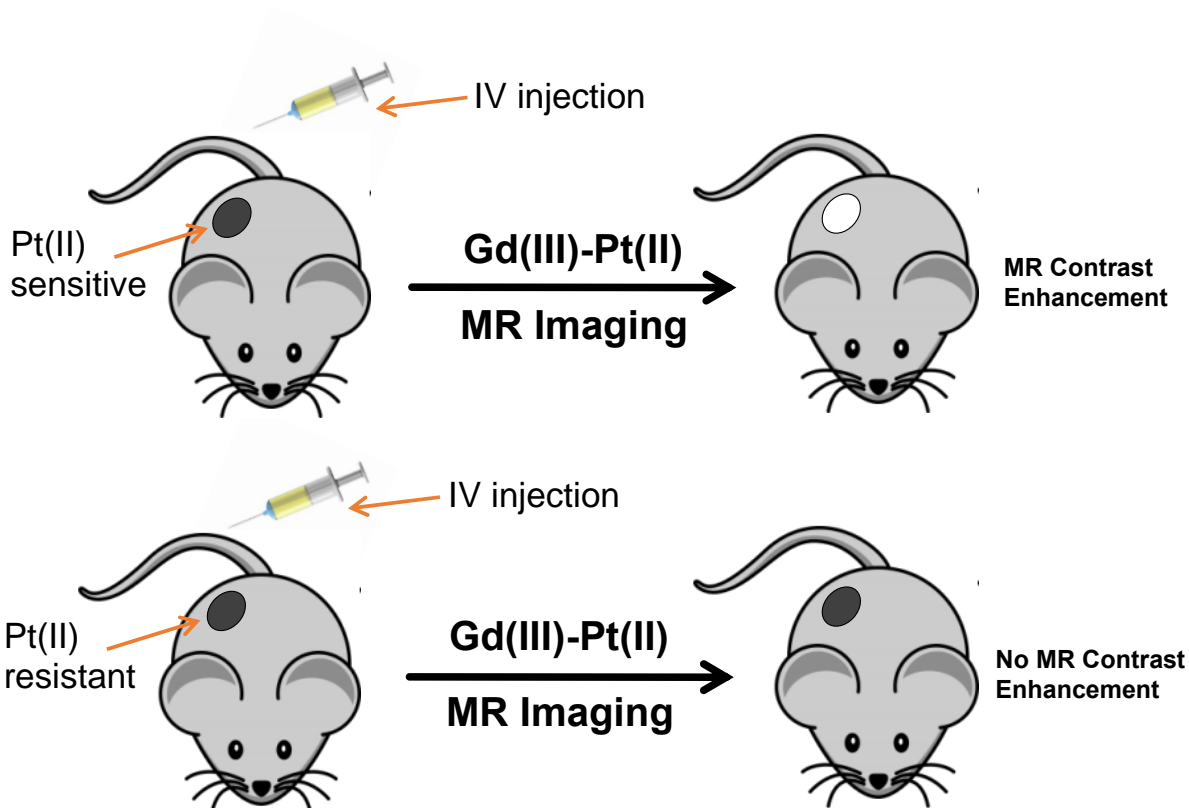 IV injection
Pt(II)
sensitive
Gd(III)-Pt(II)
MR Imaging
MR Contrast
Enhancement
IV injection
Pt(II)
resistant
Gd(III)-Pt(II)
MR Imaging
No MR Contrast
Enhancement